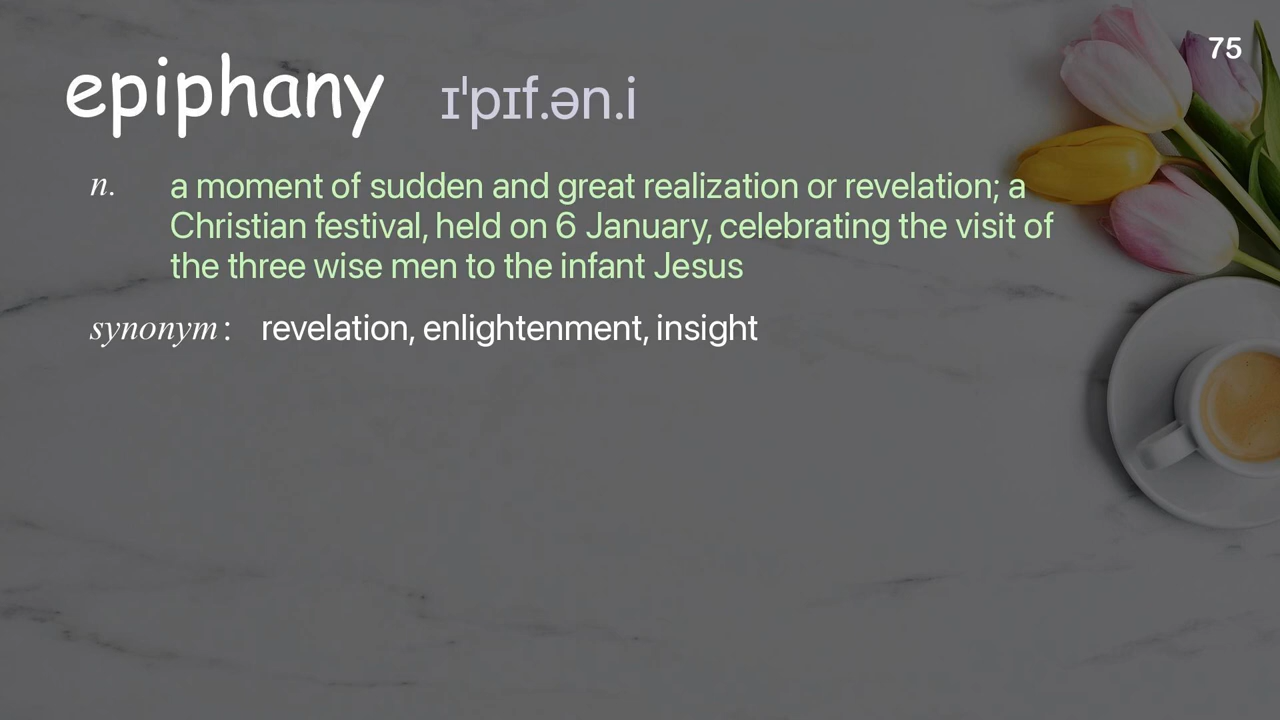 75
epiphany ɪˈpɪf.ən.i
n. a moment of sudden and great realization or revelation; a
Christian festival, held on 6 January, celebrating the visit of
the three wise men to the infant Jesus
synonym: revelation, enlightenment, insight